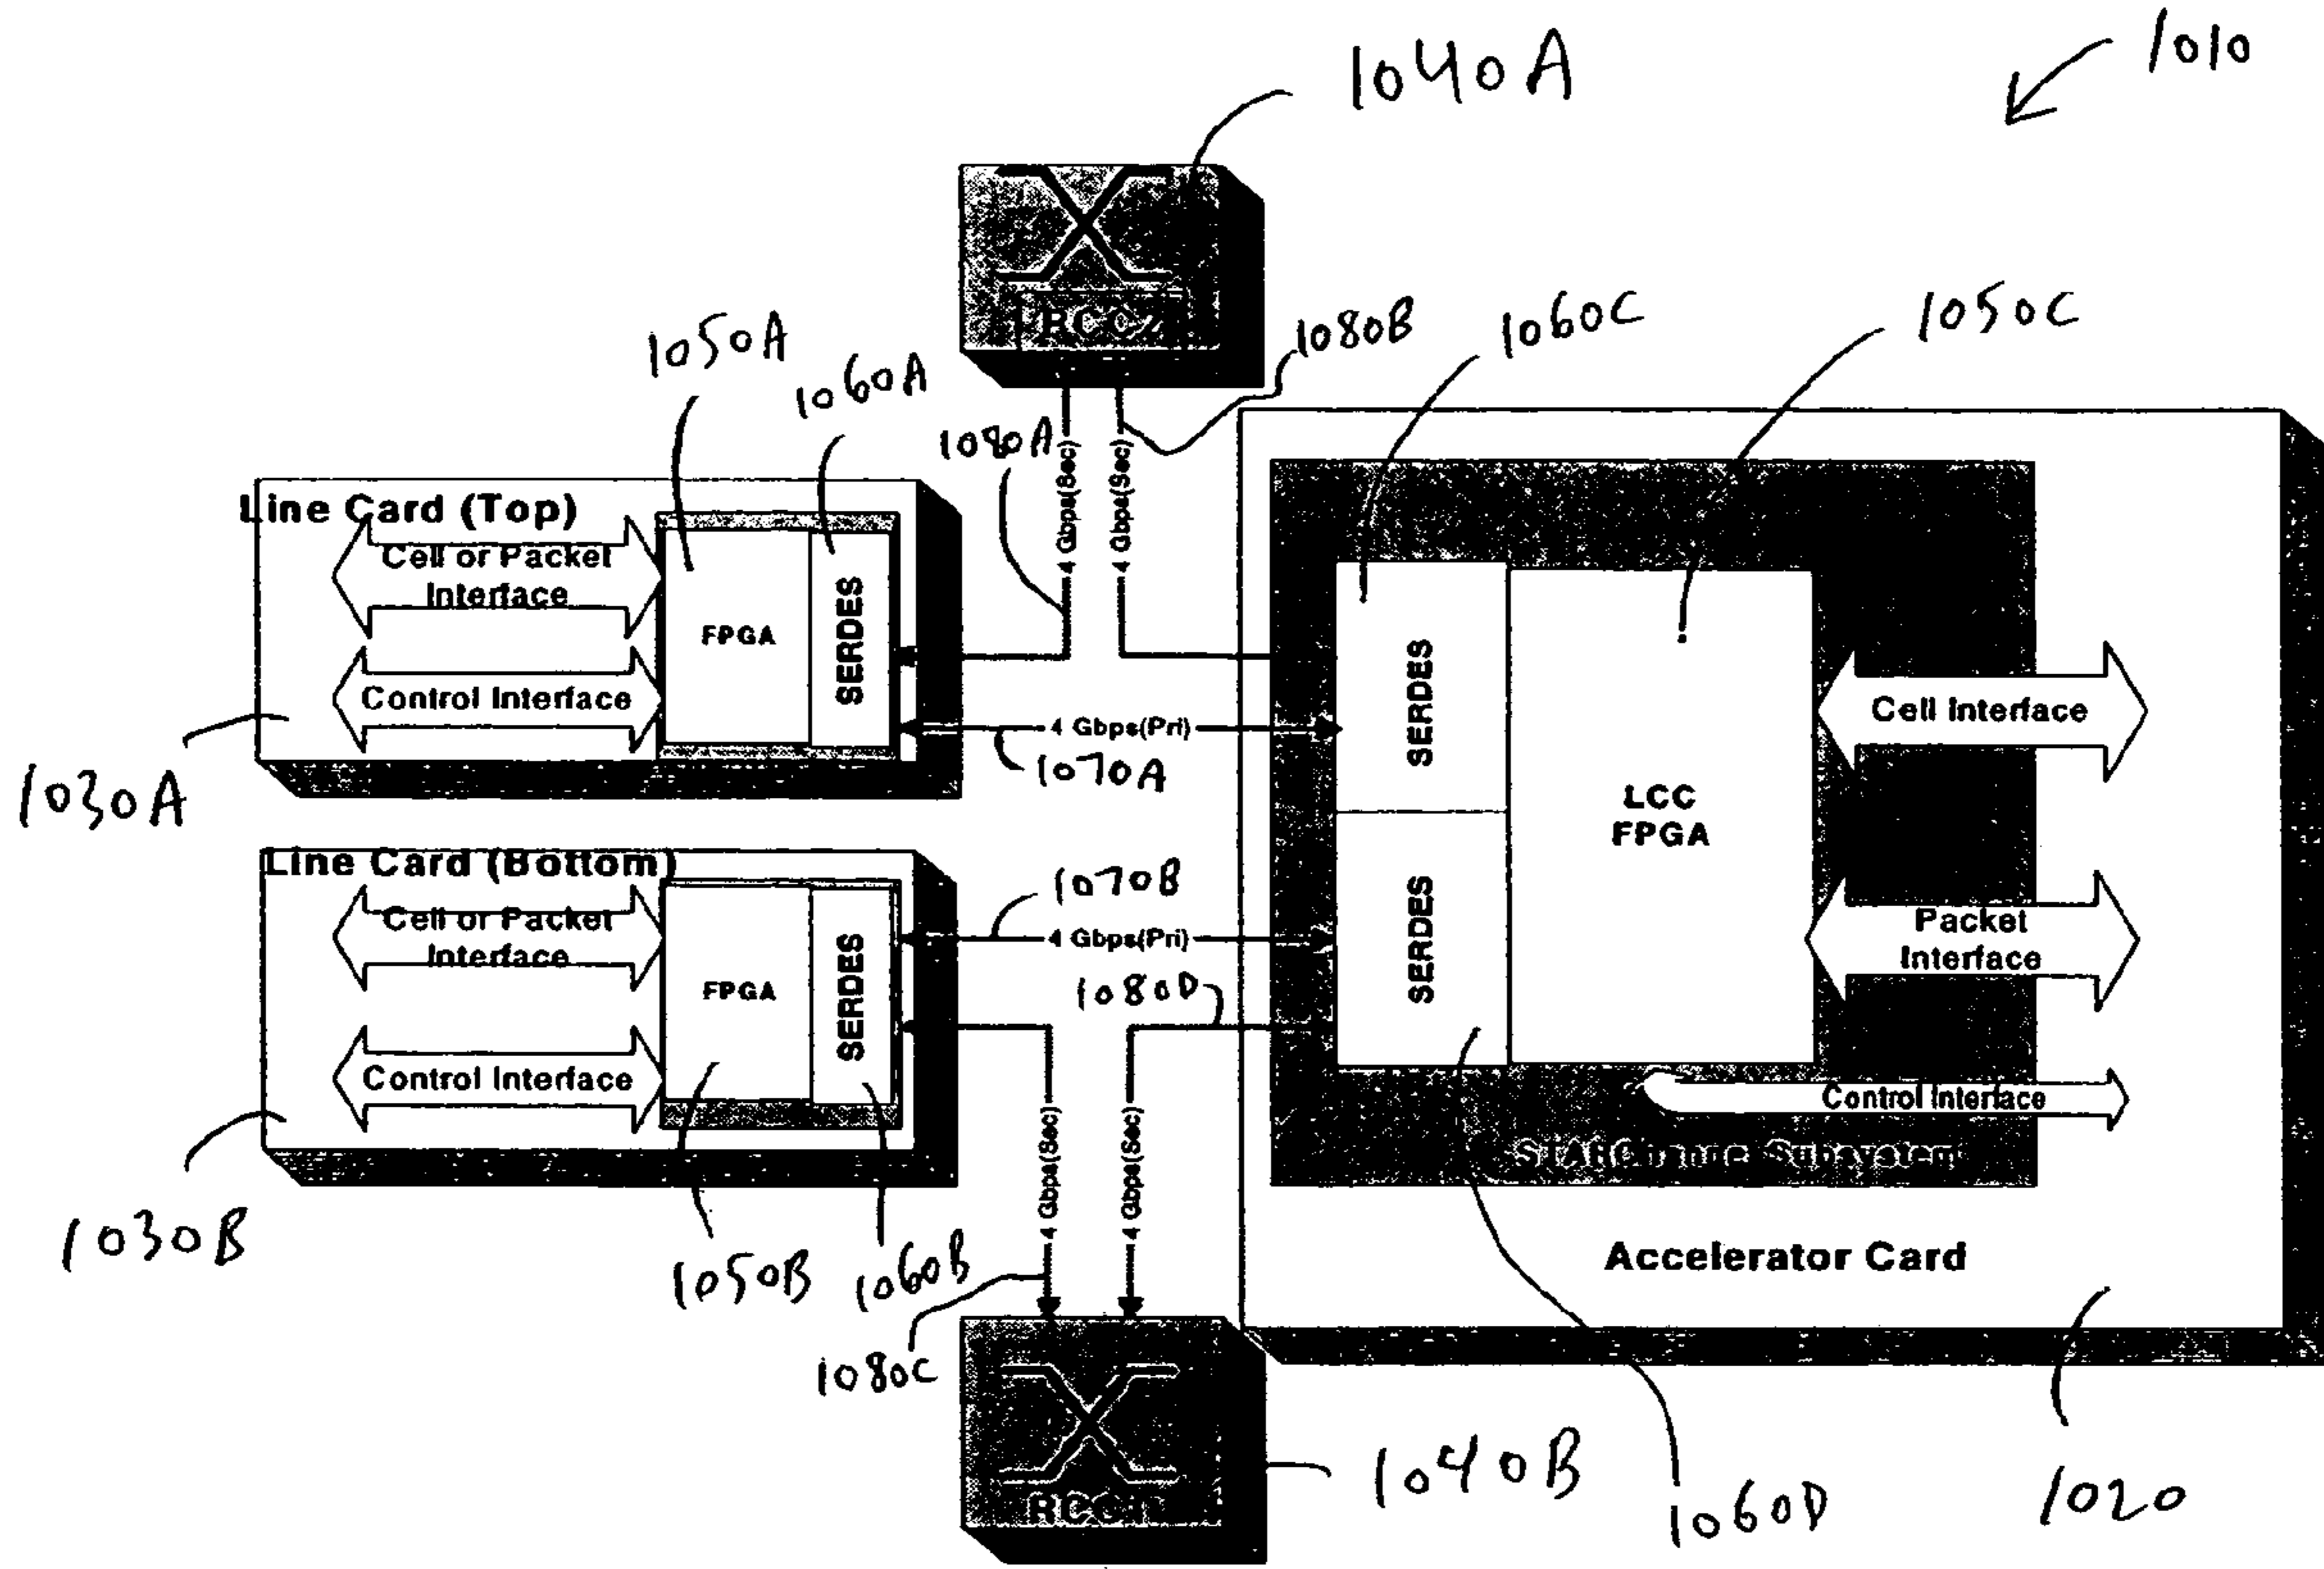 1010
1040A
RCC2
1080B
1060C
1050C
1050A
1060A
1080A
4 Gbps(Sec)
4 Gbps(Sec)
Line Card (Top)
Cell or Packet
Interface
FPGA
SERDES
Control Interface
4 Gbps(Pri)
1070A
1030A
SERDES
LCC
FPGA
Cell Interface
Line Card (Bottom)
Cell or Packet
Interface
FPGA
SERDES
Control Interface
1070B
4 Gbps(Pri)
1080D
SERDES
Packet
Interface
Control Interface
4 Gbps(Sec)
4 Gbps(Sec)
Subsystem
Accelerator Card
1030B
1050B
1060B
1080C
RCC1
1040B
1060D
1020